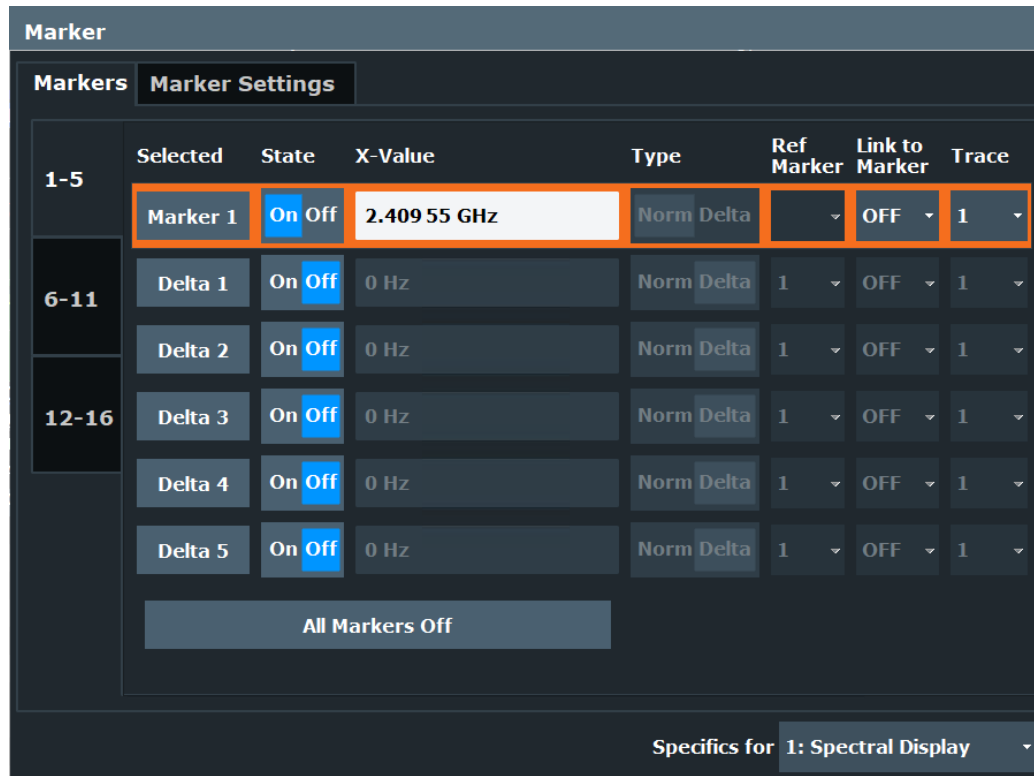 Marker
Markers Marker Settings
1-5
6-11
12-16
Selected State X-Value Type Ref Marker Link to Marker Trace
Marker 1 On Off 2.409 55 GHz Norm Delta OFF 1
Delta 1 On Off 0 Hz Norm Delta 1 OFF 1
Delta 2 On Off 0 Hz Norm Delta 1 OFF 1
Delta 3 On Off 0 Hz Norm Delta 1 OFF 1
Delta 4 On Off 0 Hz Norm Delta 1 OFF 1
Delta 5 On Off 0 Hz Norm Delta 1 OFF 1
All Markers Off
Specifics for 1: Spectral Display